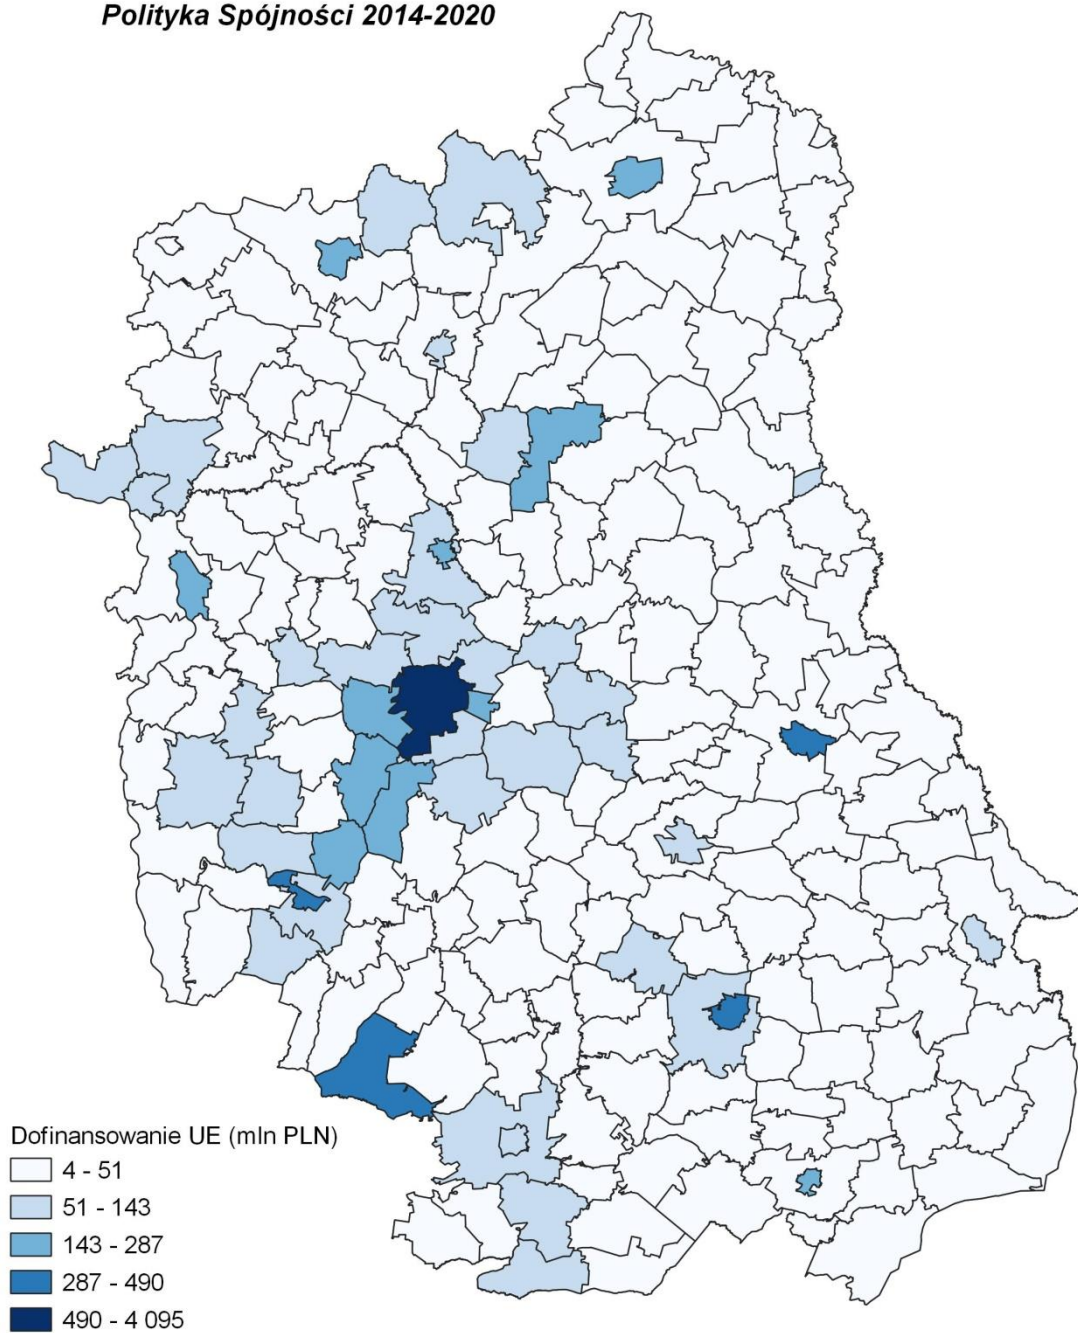 Polityka Spójności 2014-2020
Dofinansowanie UE (mln PLN)
4 - 51
51 - 143
143 - 287
287 - 490
490 - 4 095